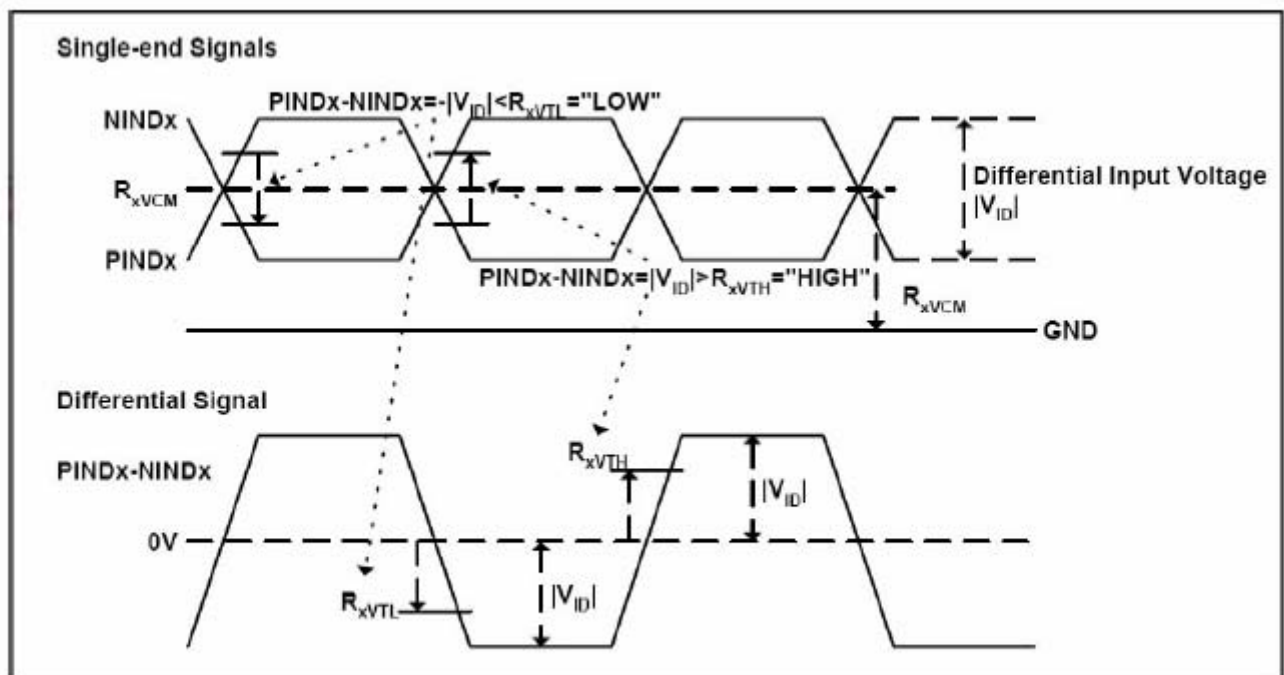 Single-end Signals
PINDx-NINDx=-|VID|<RxVTL="LOW"
NINDx
RxVCM
Differential Input Voltage
|VID|
PINDx
PINDx-NINDx=|VID|>RxVTH="HIGH"
RxVCM
GND
Differential Signal
RxVTH
PINDx-NINDx
|VID|
0V
RxVTL
|VID|